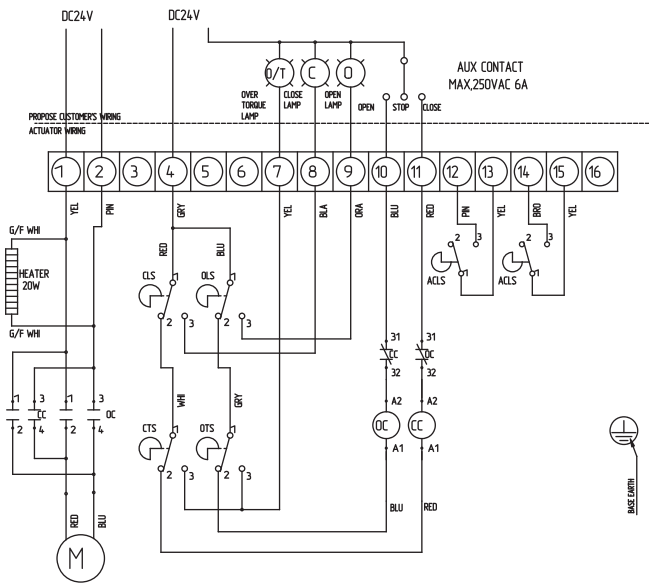 DC24V
DC24V
O/T
C
O
AUX CONTACT
MAX,250VAC 6A
OVER
TORQUE
LAMP
CLOSE
LAMP
OPEN
LAMP
OPEN
STOP
CLOSE
PROPOSE CUSTOMER'S WIRING
ACTUATOR WIRING
1 2 3 4 5 6 7 8 9 10 11 12 13 14 15 16
YEL
PIN
GRY
YEL
BLA
ORA
BLU
RED
PIN
YEL
BRO
YEL
G/F WHI
HEATER
20W
G/F WHI
RED
BLU
CLS
1
2
3
OLS
1
2
3
ACLS
2
3
1
ACLS
2
3
1
31
CC
32
31
OC
32
1
2
3
CC
4
1
2
3
OC
4
WHI
GRY
CTS
1
2
3
OTS
1
2
3
A2
OC
A1
A2
CC
A1
BLU
RED
RED
BLU
M
BASE EARTH